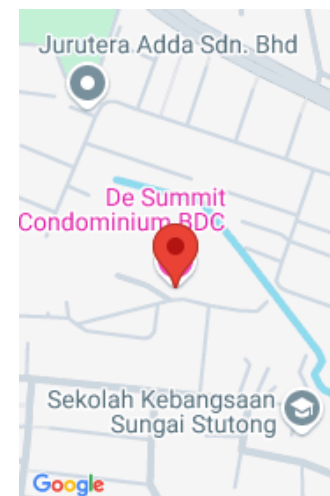 Jurutera Adda Sdn. Bhd
De Summit
Condominium BDC
Sekolah Kebangsaan
Sungai Stutong
Google